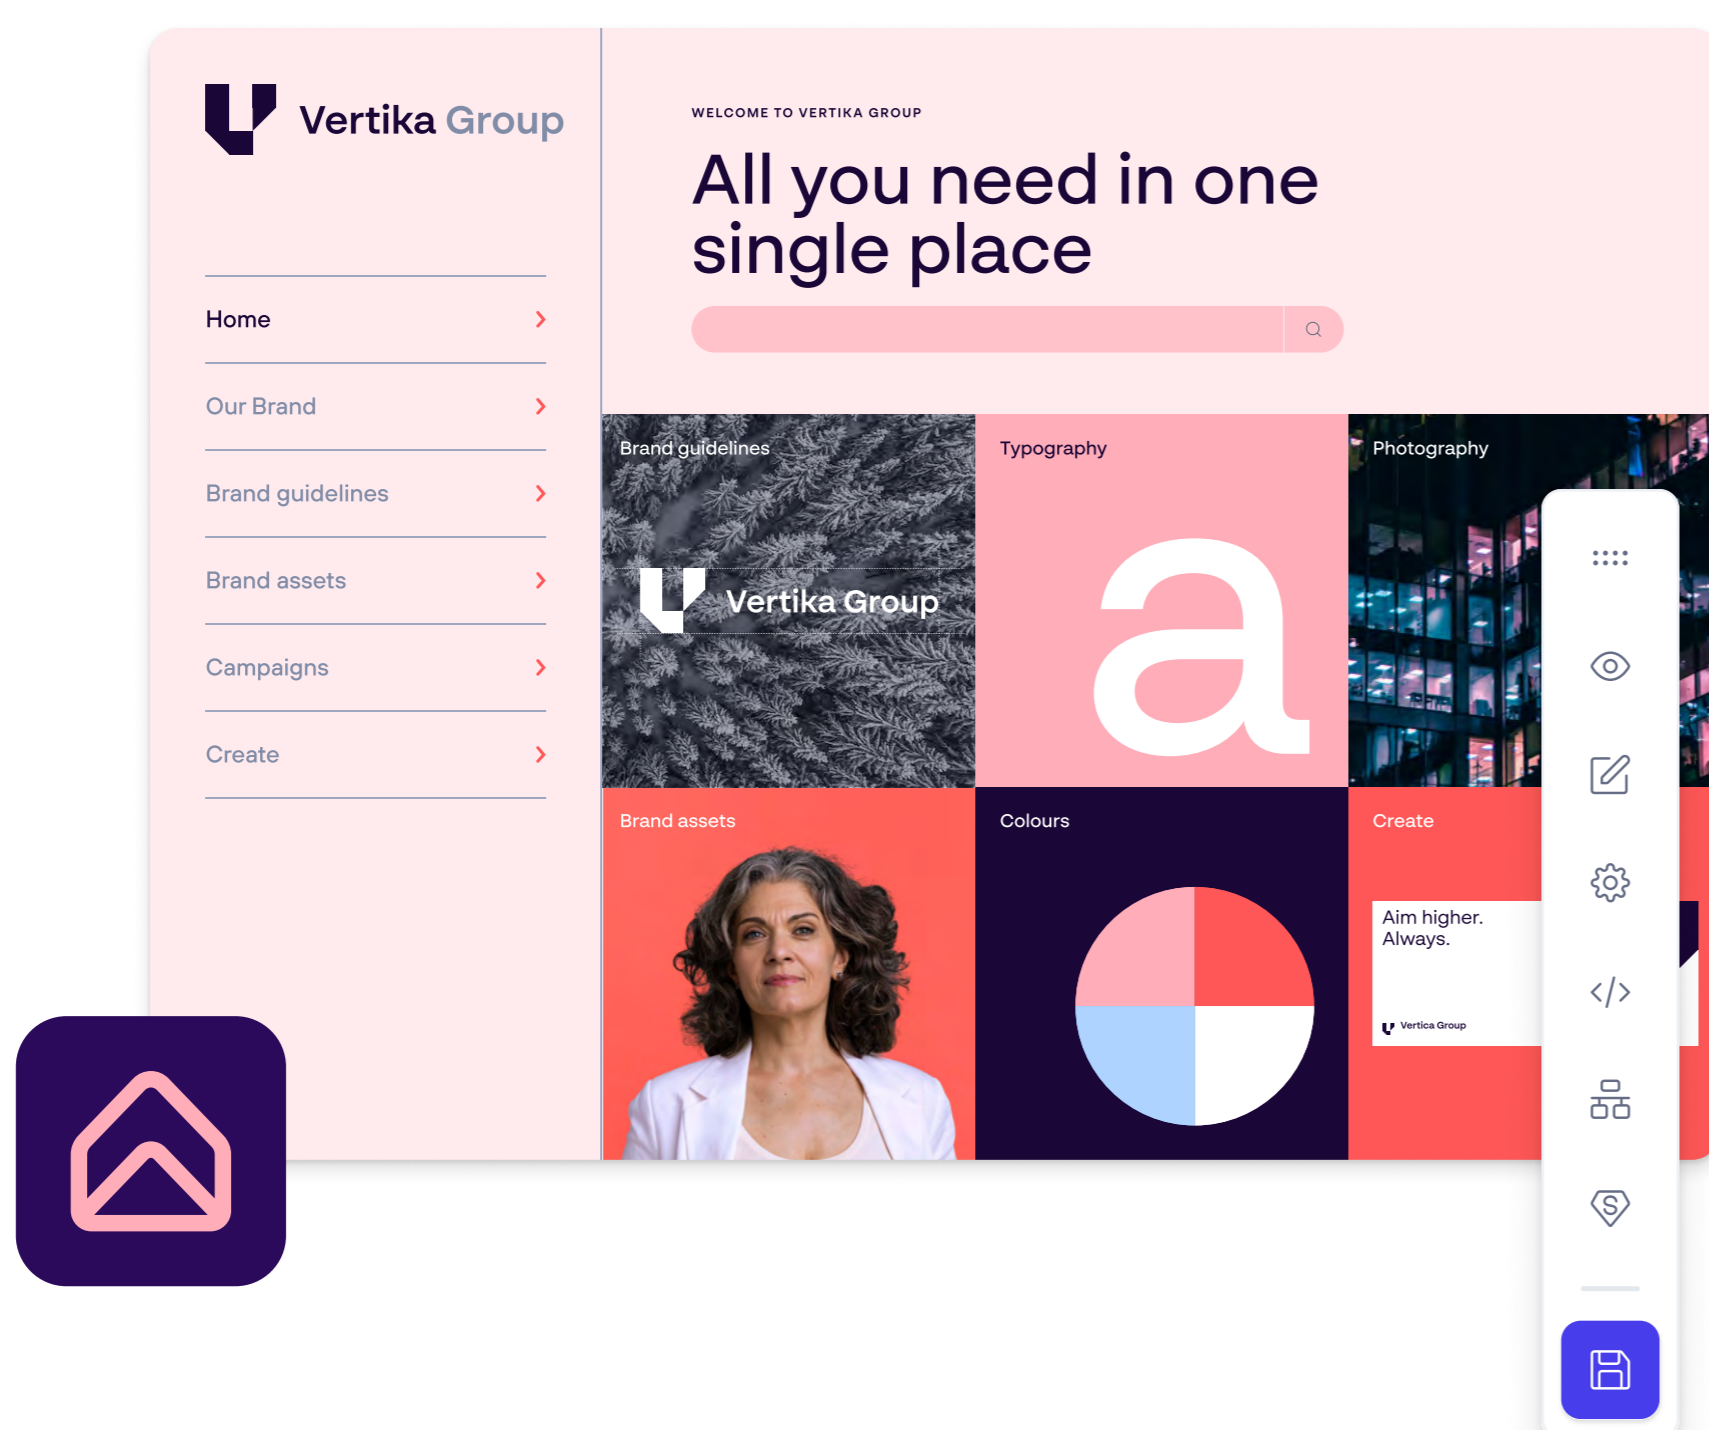 Vertika Group
Home
Our Brand
Brand guidelines
Brand assets
Campaigns
Create
WELCOME TO VERTIKA GROUP
All you need in one
single place
Brand guidelines
Vertika Group
Typography
a
Photography
Brand assets
Colours
Create
Aim higher.
Always.
Vertica Group
S